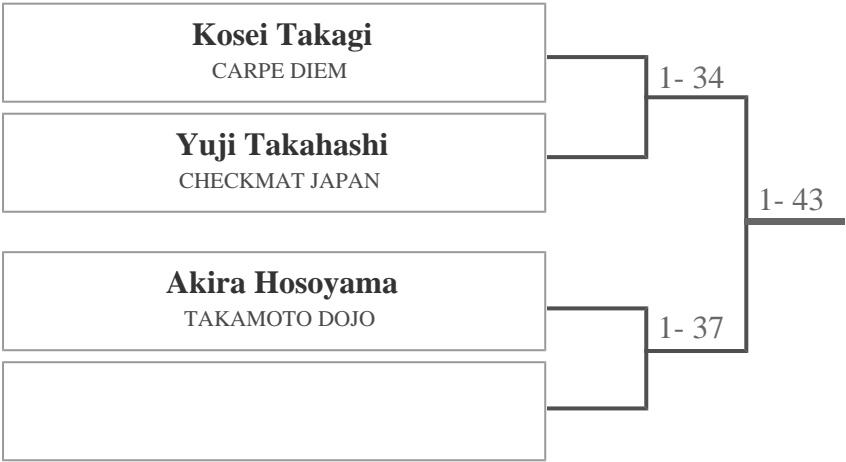 Kosei Takagi
CARPE DIEM
1- 34
Yuji Takahashi
CHECKMAT JAPAN
1- 43
Akira Hosoyama
TAKAMOTO DOJO
1- 37